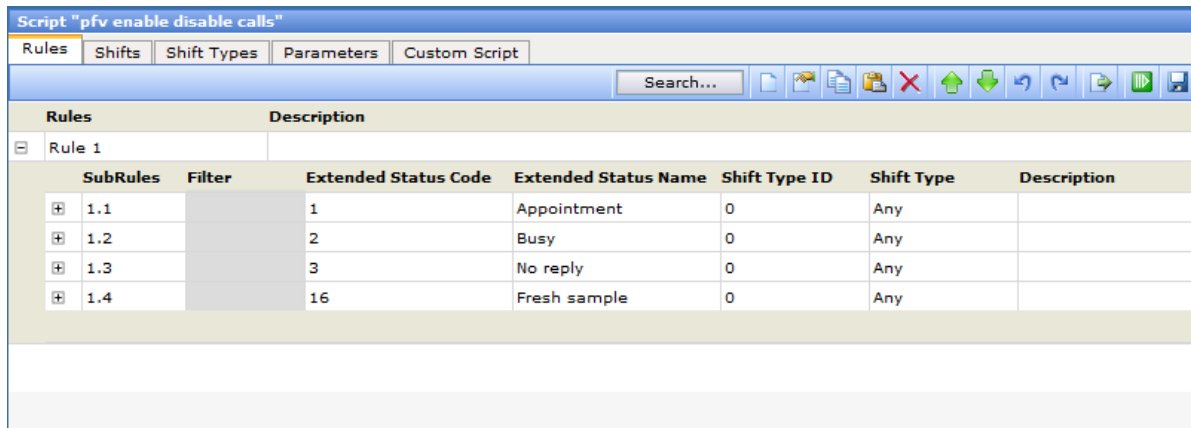 Script "pfv enable disable calls"
Rules Shifts Shift Types Parameters Custom Script
Search...
Rules Description
Rule 1
SubRules Filter Extended Status Code Extended Status Name Shift Type ID Shift Type Description
1.1 1 Appointment 0 Any
1.2 2 Busy 0 Any
1.3 3 No reply 0 Any
1.4 16 Fresh sample 0 Any